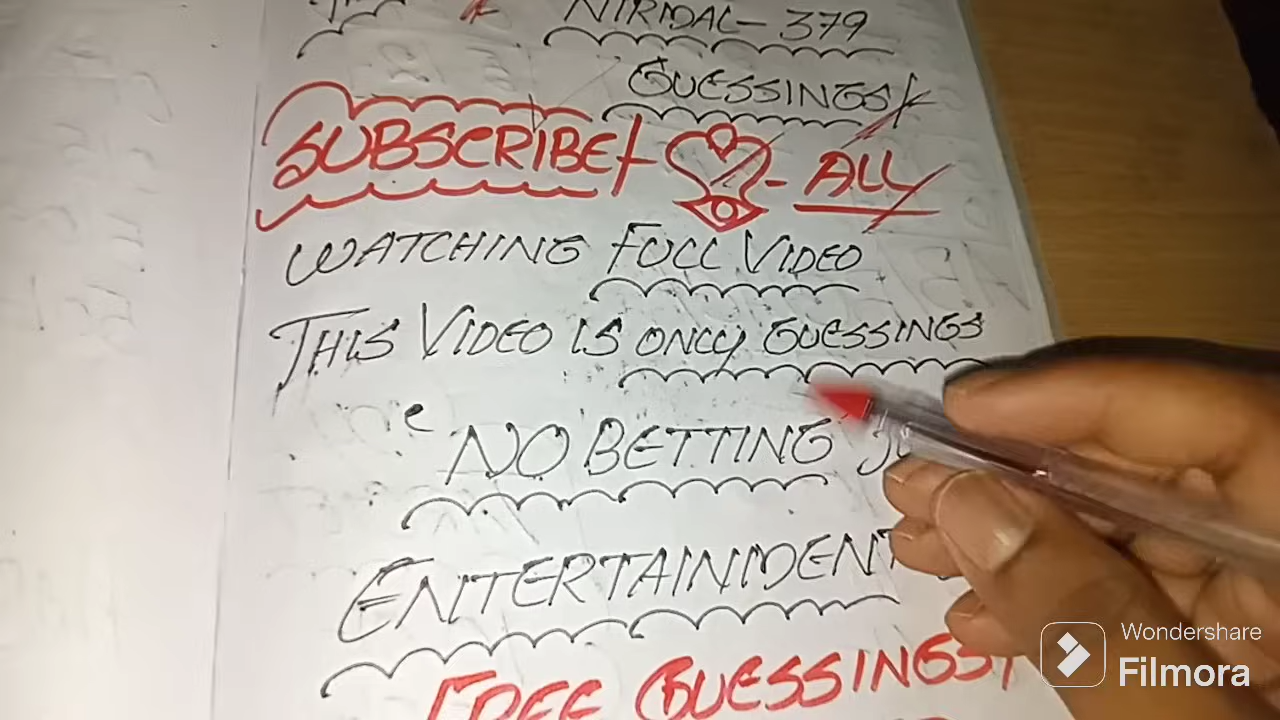 NIRMAL - 379
GUESSINGS
SUBSCRIBE - ALL
WATCHING FULL VIDEO
THIS VIDEO IS ONLY GUESSINGS
NO BETTING
ENTERTAINMENT
FREE GUESSINGS
Wondershare
Filmora